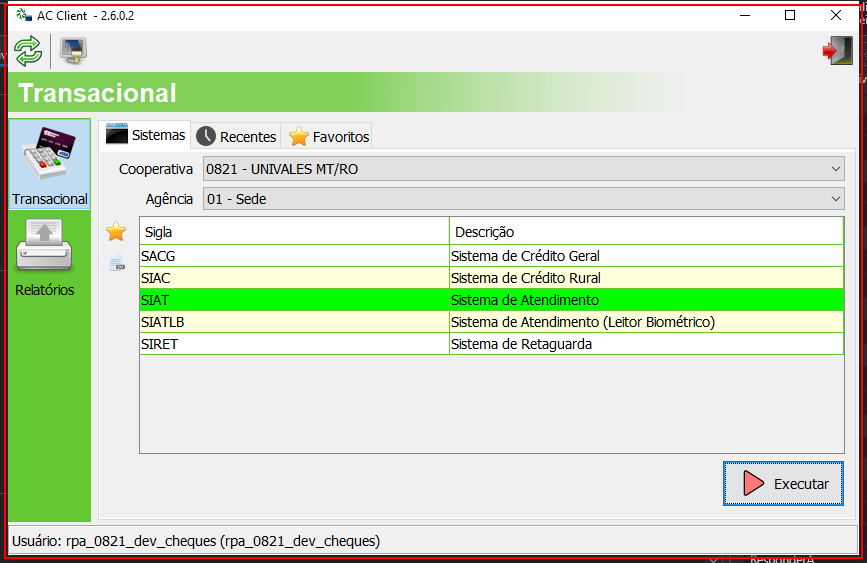 AC Client - 2.6.0.2
Transacional
Sistemas
Recentes
Favoritos
Transacional
Relatórios
Cooperativa
0821 - UNIVALES MT/RO
Agência
01 - Sede
Sigla Descrição
SACG Sistema de Crédito Geral
SIAC Sistema de Crédito Rural
SIAT Sistema de Atendimento
SIATLB Sistema de Atendimento (Leitor Biométrico)
SIRET Sistema de Retaguarda
Executar
Usuário: rpa_0821_dev_cheques (rpa_0821_dev_cheques)